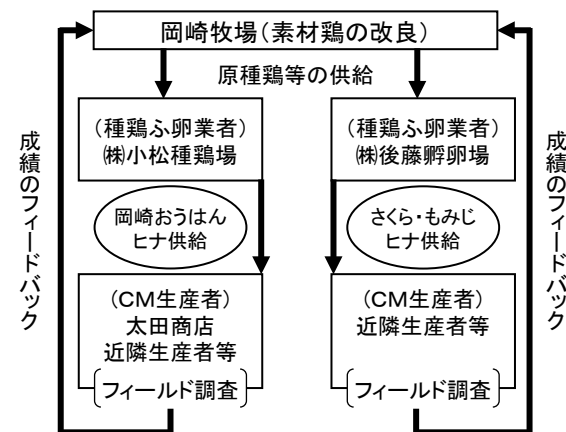 岡崎牧場(素材鶏の改良)
原種鶏等の供給
(種鶏ふ卵業者)
㈱小松種鶏場
(種鶏ふ卵業者)
㈱後藤孵卵場
岡崎おうはん
ヒナ供給
さくら・もみじ
ヒナ供給
(CM生産者)
太田商店
近隣生産者等
フィールド調査
(CM生産者)
近隣生産者等
フィールド調査
成績のフィードバック
成績のフィードバック